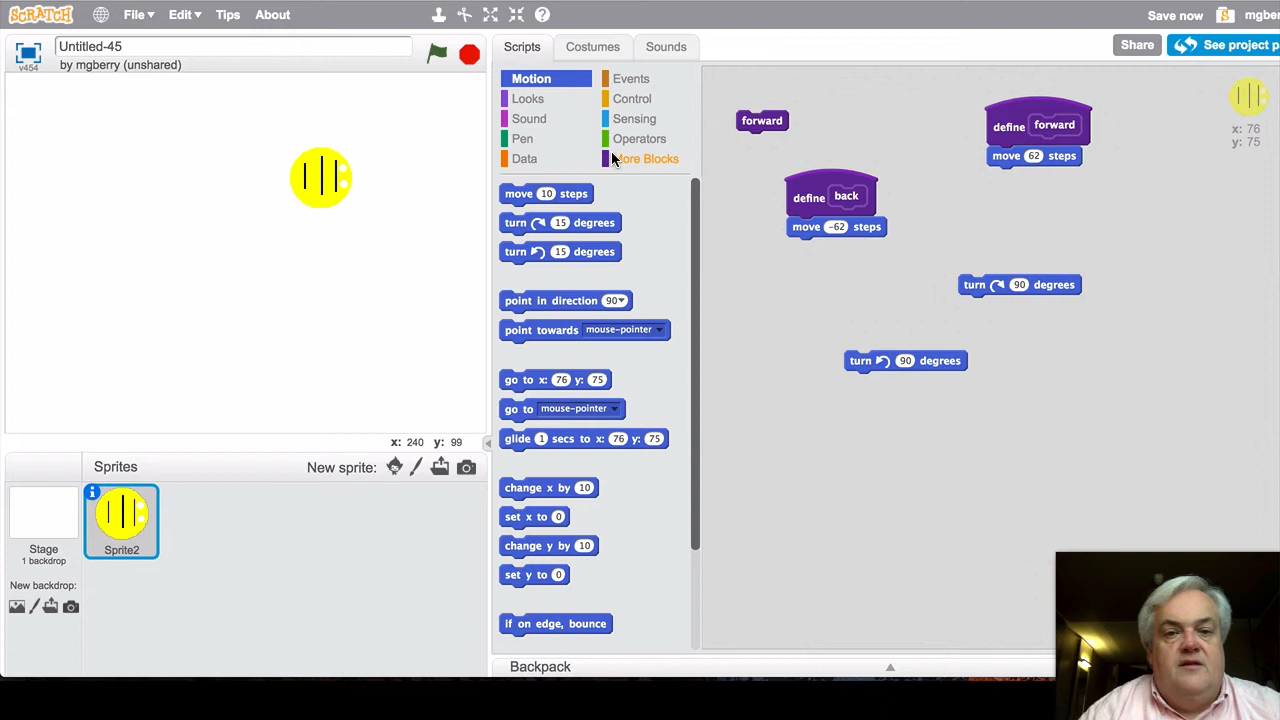 SCRATCH
File Edit Tips About
Save now mgber
Untitled-45
by mgberry (unshared)
v454
Scripts Costumes Sounds
Share See project p
Motion Events
Looks Control
Sound Sensing
Pen Operators
Data More Blocks
move 10 steps
turn 15 degrees
turn 15 degrees
point in direction 90
point towards mouse-pointer
go to x: 76 y: 75
go to mouse-pointer
glide 1 secs to x: 76 y: 75
change x by 10
set x to 0
change y by 10
set y to 0
if on edge, bounce
forward
define forward
move 62 steps
define back
move -62 steps
turn 90 degrees
turn 90 degrees
x: 76
y: 75
x: 240 y: 99
Sprites New sprite:
Stage
1 backdrop
New backdrop:
Sprite2
Backpack